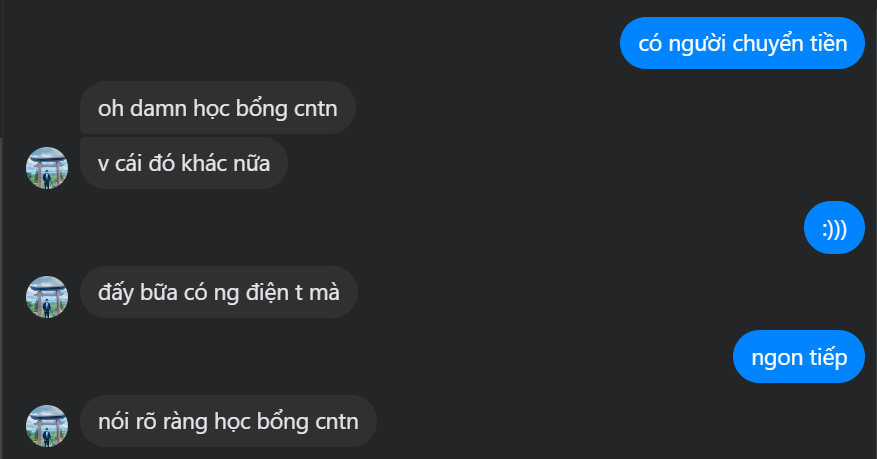 có người chuyển tiền
oh damn học bổng cntn
v cái đó khác nữa
:)))
đấy bữa có ng điện t mà
ngon tiếp
nói rõ ràng học bổng cntn